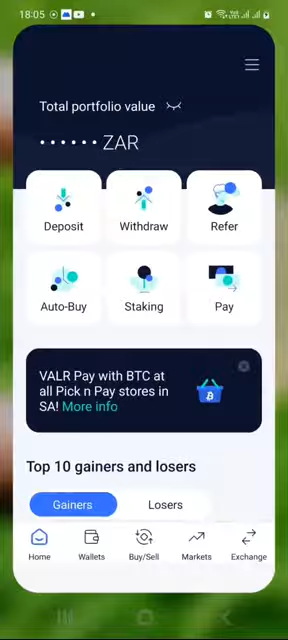 18:05
Total portfolio value
•••••• ZAR
Deposit
Withdraw
Refer
Auto-Buy
Staking
Pay
VALR Pay with BTC at
all Pick n Pay stores in
SA! More info
Top 10 gainers and losers
Gainers
Losers
Home
Wallets
Buy/Sell
Markets
Exchange